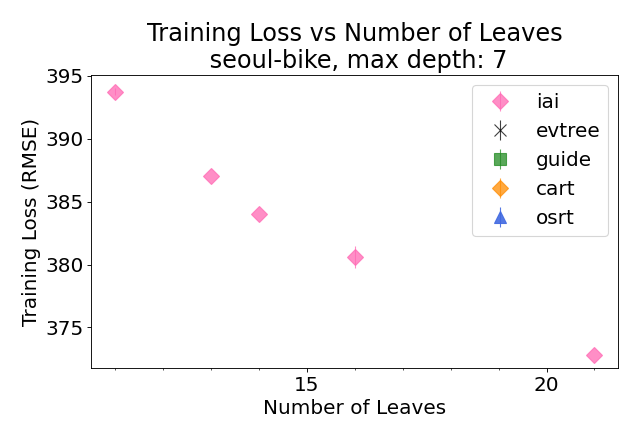 Training Loss vs Number of Leaves
seoul-bike, max depth: 7
395
390
385
380
375
Training Loss (RMSE)
iai
evtree
guide
cart
osrt
15
20
Number of Leaves